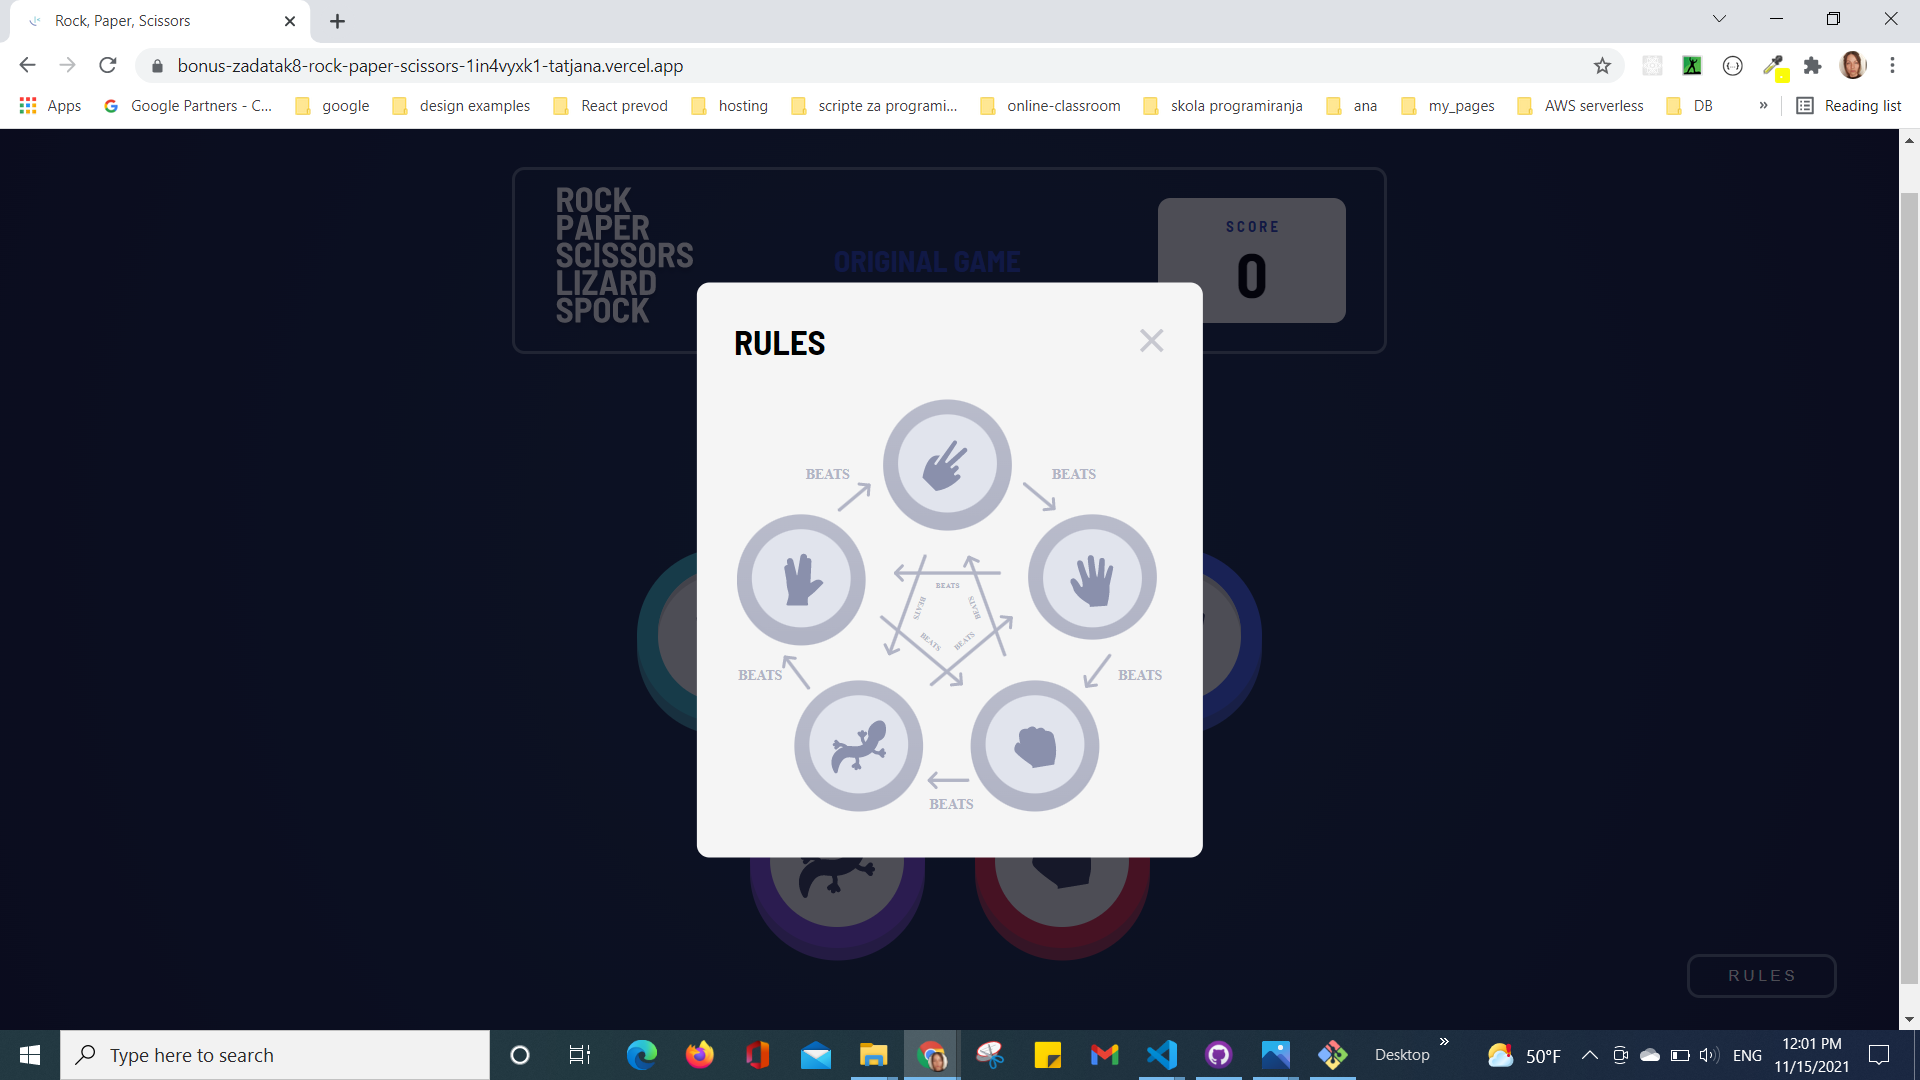 Rock, Paper, Scissors
bonus-zadatak8-rock-paper-scissors-1in4vyxk1-tatjana.vercel.app
Apps Google Partners - C... google design examples React prevod hosting scripte za programi... online-classroom skola programiranja ana my_pages AWS serverless DB » Reading list
ROCK
PAPER
SCISSORS
LIZARD
SPOCK
ORIGINAL GAME
SCORE
0
RULES
BEATS
BEATS
BEATS
BEATS
BEATS
BEATS
BEATS
BEATS
BEATS
BEATS
RULES
Type here to search
Desktop »
50°F
ENG
12:01 PM
11/15/2021